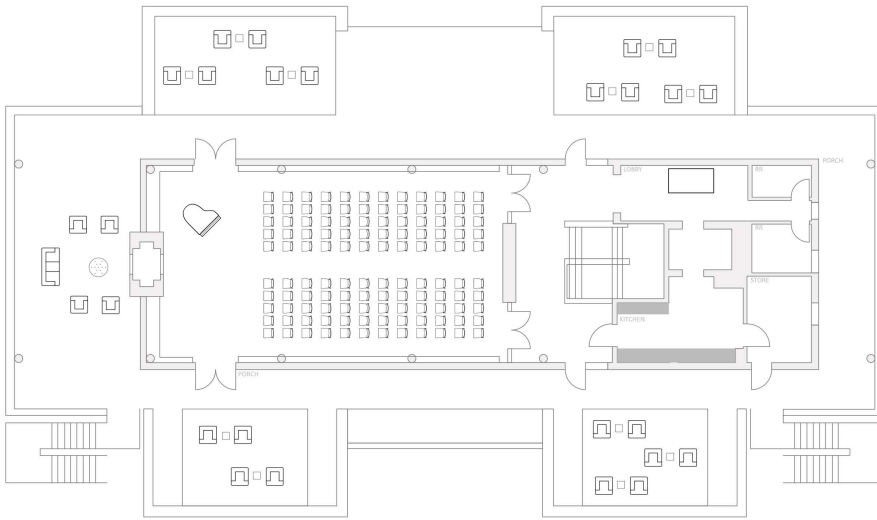 PORCH
LOBBY
RR
RR
STORE
KITCHEN
PORCH